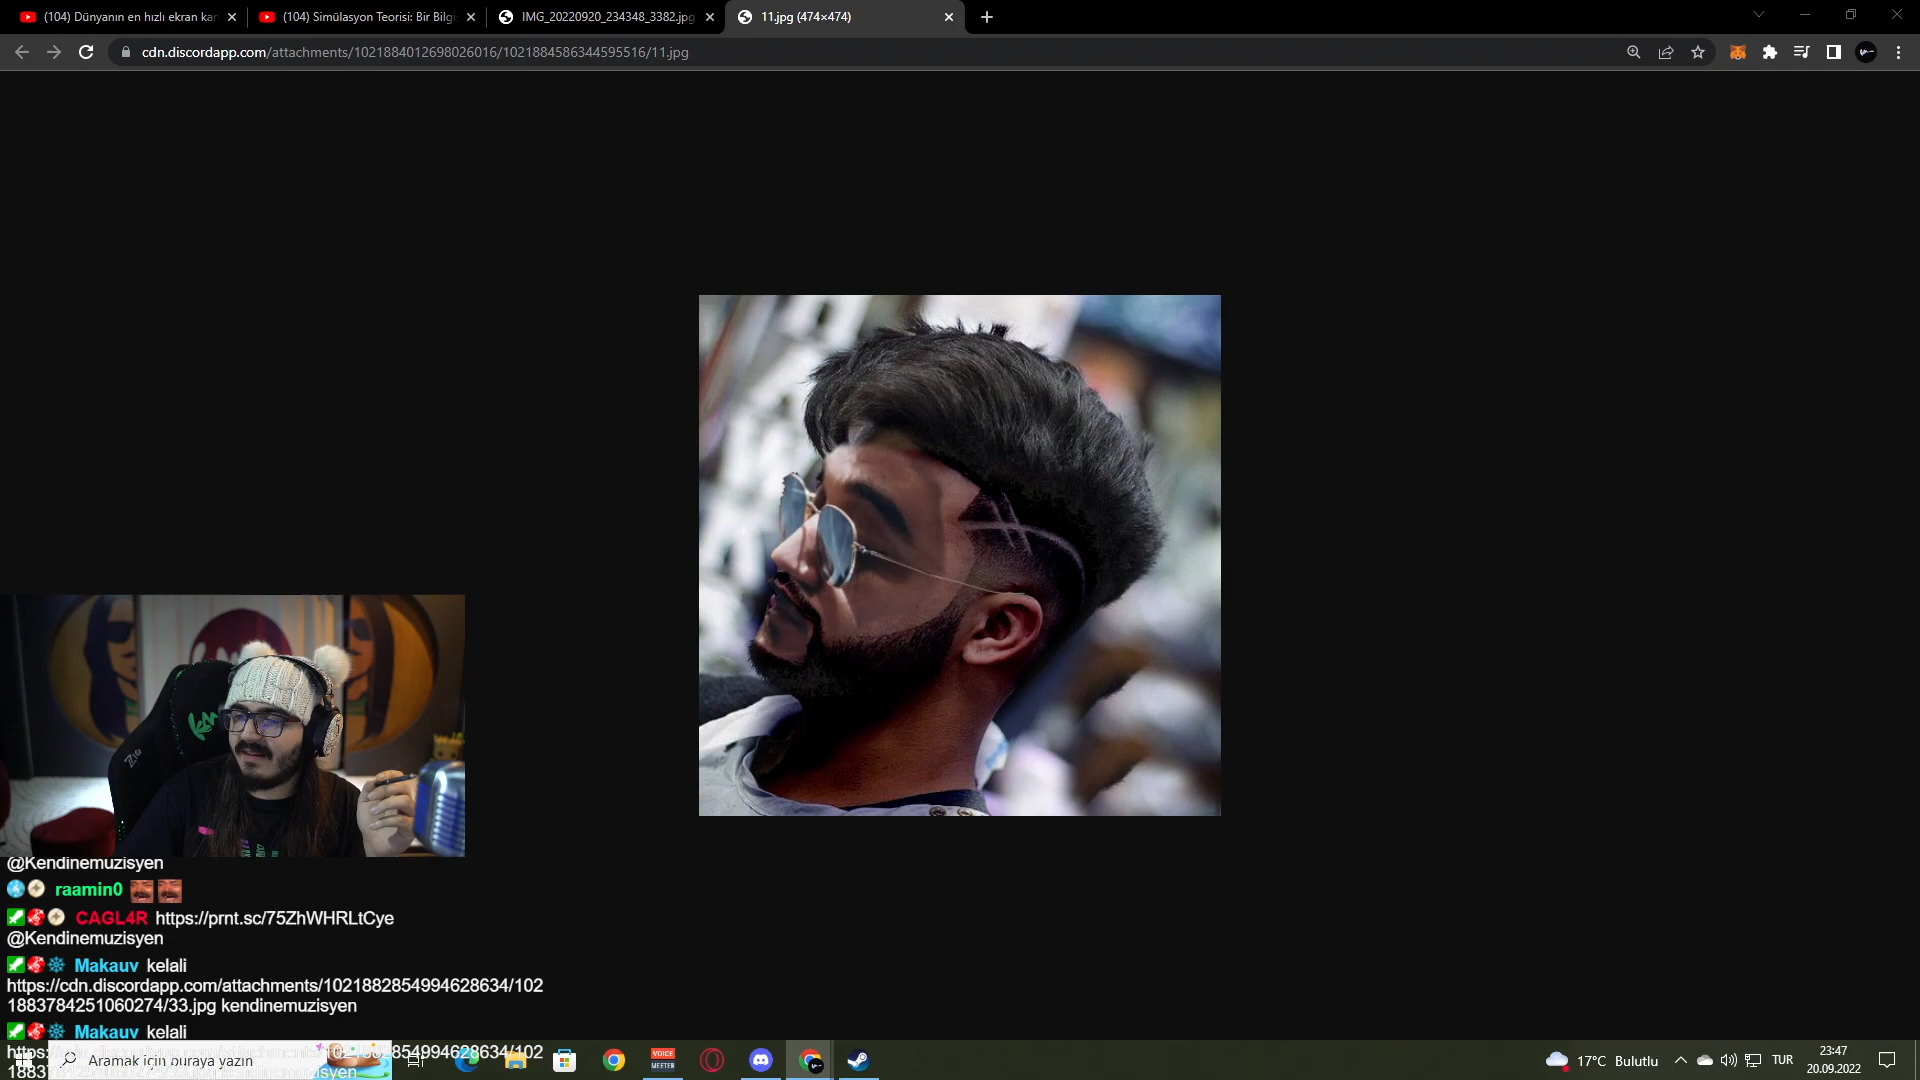 (104) Dünyanın en hızlı ekran kar
(104) Simülasyon Teorisi: Bir Bilgi
IMG_20220920_234348_3382.jpg
11.jpg (474×474)
cdn.discordapp.com/attachments/1021884012698026016/1021884586344595516/11.jpg
@Kendinemuzisyen
raamin0
CAGL4R https://prnt.sc/75ZhWHRLtCye
@Kendinemuzisyen
Makauv kelali
https://cdn.discordapp.com/attachments/1021882854994628634/102
1883784251060274/33.jpg kendinemuzisyen
Makauv kelali
Aramak için buraya yazın
VOICE
MEETER
17°C Bulutlu
TUR
23:47
20.09.2022